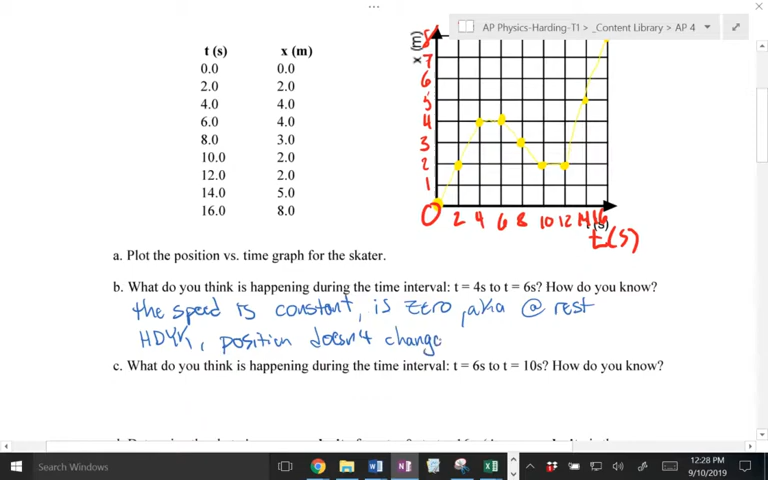 AP Physics-Harding-T1 > _Content Library > AP 4
t (s) x (m)
0.0 0.0
2.0 2.0
4.0 4.0
6.0 4.0
8.0 3.0
10.0 2.0
12.0 2.0
14.0 5.0
16.0 8.0
x (m)
8
7
6
5
4
3
2
1
0 2 4 6 8 10 12 14 16
t(s)
a. Plot the position vs. time graph for the skater.
b. What do you think is happening during the time interval: t = 4s to t = 6s? How do you know?
the speed is constant, is zero, aka @ rest
HDYK, position doesn't change
c. What do you think is happening during the time interval: t = 6s to t = 10s? How do you know?
Search Windows
12:28 PM
9/10/2019